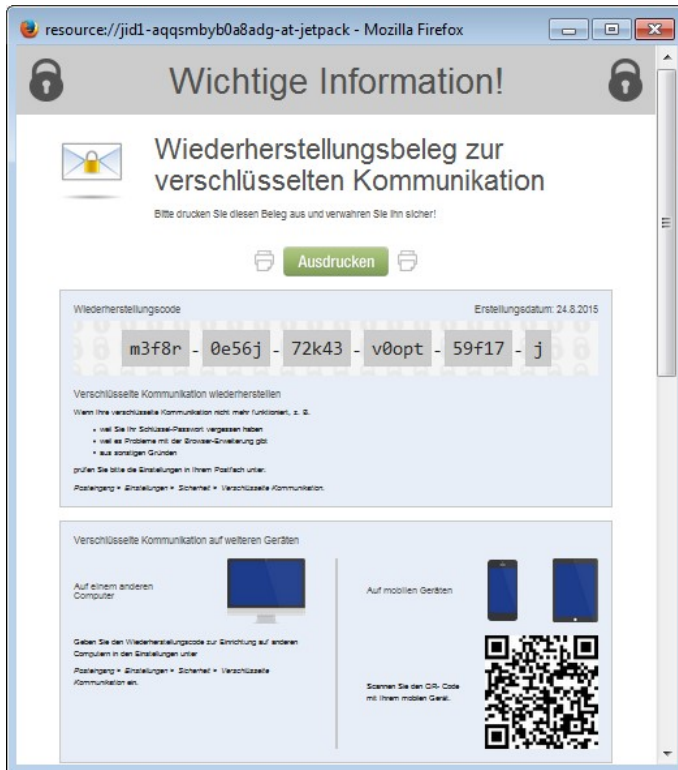 resource://jid1-aqqsmbyb0a8adg-at-jetpack - Mozilla Firefox
Wichtige Information!
Wiederherstellungsbeleg zur
verschlüsselten Kommunikation
Bitte drucken Sie diesen Beleg aus und verwahren Sie ihn sicher!
Ausdrucken
Wiederherstellungscode
Erstellungsdatum: 24.8.2015
m3f8r - 0e56j - 72k43 - v0opt - 59f17 - j
Verschlüsselte Kommunikation wiederherstellen
Wenn Ihre verschlüsselte Kommunikation nicht mehr funktioniert, z. B.
• weil Sie Ihr Schlüssel-Passwort vergessen haben
• weil es Probleme mit der Browser-Erweiterung gibt
• aus sonstigen Gründen
prüfen Sie bitte die Einstellungen in Ihrem Postfach unter:
Posteingang > Einstellungen > Sicherheit > Verschlüsselte Kommunikation.
Verschlüsselte Kommunikation auf weiteren Geräten
Auf einem anderen
Computer
Geben Sie den Wiederherstellungscode zur Einrichtung auf anderen
Computern in den Einstellungen unter
Posteingang > Einstellungen > Sicherheit > Verschlüsselte
Kommunikation ein.
Auf mobilen Geräten
Scannen Sie den QR- Code
mit Ihrem mobilen Gerät.